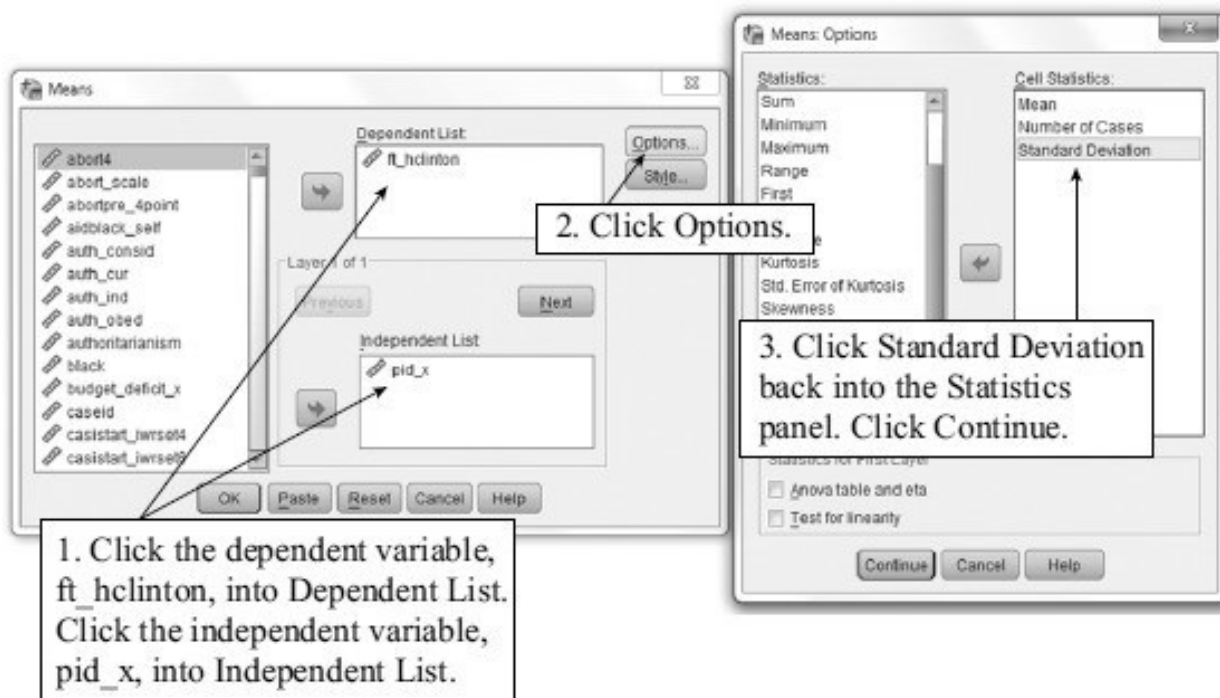 Means
Dependent List:
ft_hclinton
Options...
Style...
abort4
abort_scale
abortpre_4point
aidblack_self
auth_consid
auth_cur
auth_ind
auth_obed
authoritarianism
black
budget_deficit_x
caseid
casistart_iwrset4
Layer 1 of 1
Previous
Next
Independent List:
pid_x
OK
Paste
Reset
Cancel
Help
1. Click the dependent variable,
ft_hclinton, into Dependent List.
Click the independent variable,
pid_x, into Independent List.
2. Click Options.
Means: Options
Statistics:
Sum
Minimum
Maximum
Range
First
Kurtosis
Std. Error of Kurtosis
Skewness
Cell Statistics:
Mean
Number of Cases
Standard Deviation
3. Click Standard Deviation
back into the Statistics
panel. Click Continue.
Statistics for First Layer
Anova table and eta
Test for linearity
Continue
Cancel
Help